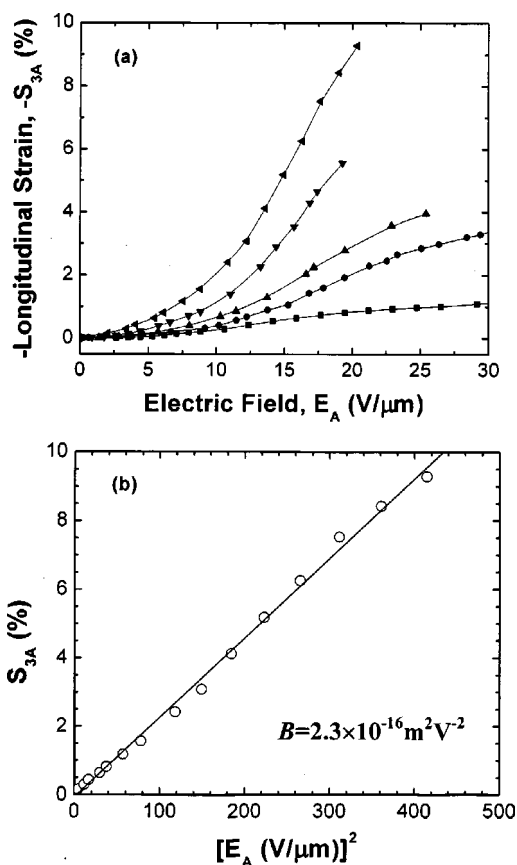 10
8
6
4
2
0
(a)
-Longitudinal Strain, -S3A (%)
0 5 10 15 20 25 30
Electric Field, EA (V/μm)
10
8
6
4
2
0
(b)
S3A (%)
B=2.3×10-16m2V-2
0 100 200 300 400 500
[EA (V/μm)]2